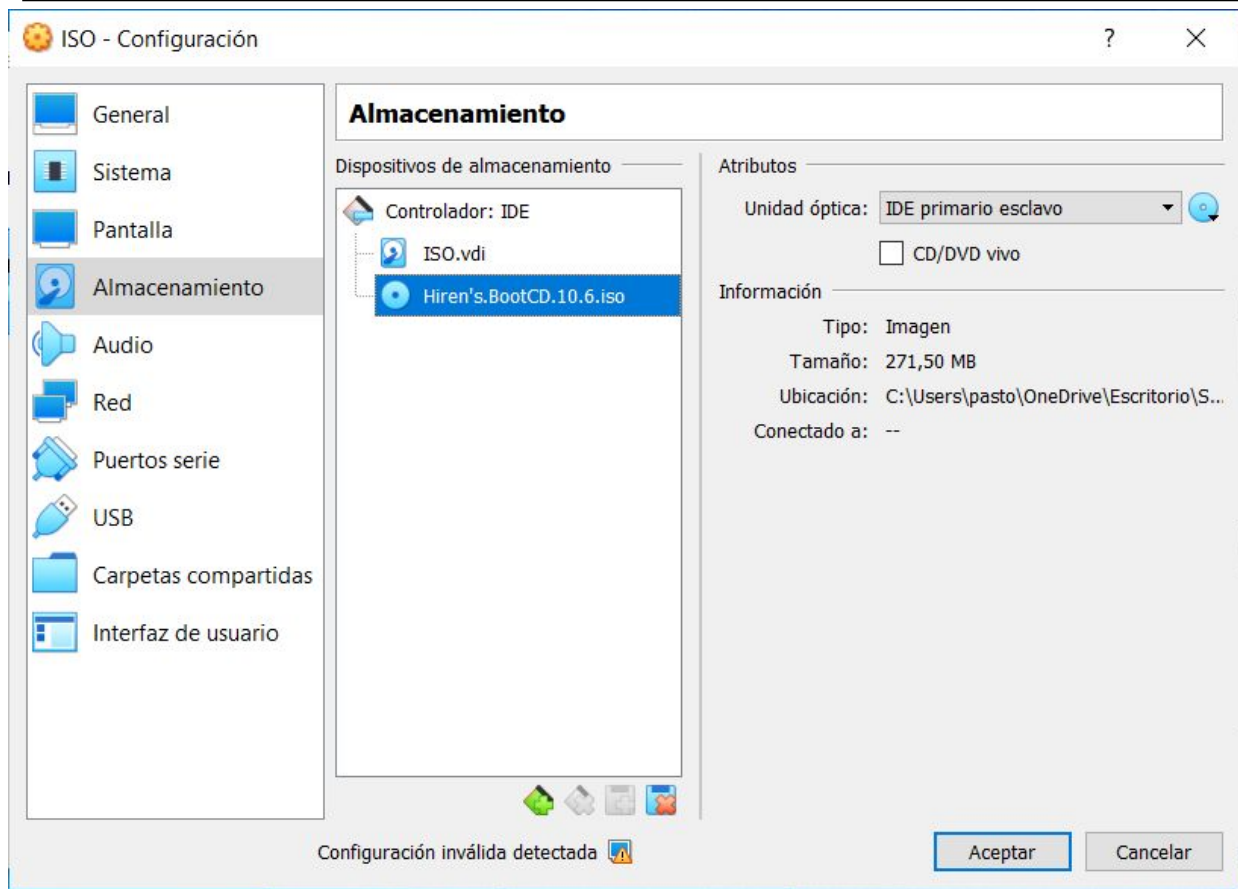 ISO - Configuración
?
General
Sistema
Pantalla
Almacenamiento
Audio
Red
Puertos serie
USB
Carpetas compartidas
Interfaz de usuario
Almacenamiento
Dispositivos de almacenamiento
Controlador: IDE
ISO.vdi
Hiren's.BootCD.10.6.iso
Atributos
Unidad óptica: IDE primario esclavo
CD/DVD vivo
Información
Tipo: Imagen
Tamaño: 271,50 MB
Ubicación: C:\Users\pasto\OneDrive\Escritorio\S...
Conectado a: --
Configuración inválida detectada
Aceptar
Cancelar